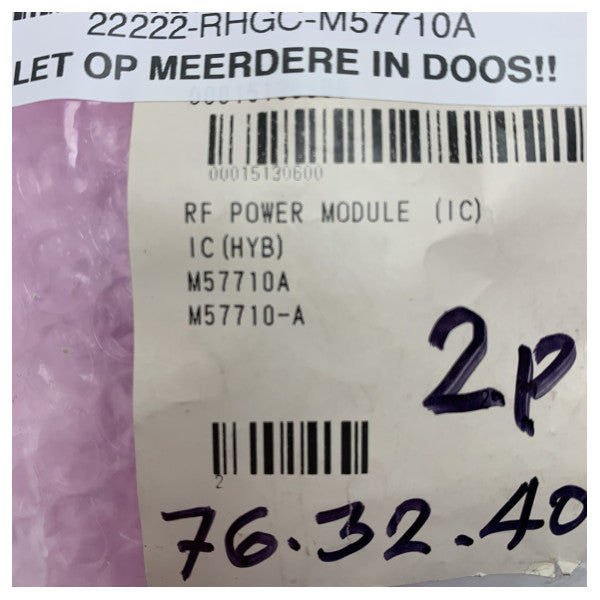 22222-RHGC-M57710A
LET OP MEERDERE IN DOOS!!
00015130600
RF POWER MODULE (IC)
IC(HYB)
M57710A
M57710-A
2p
2
76.32.40